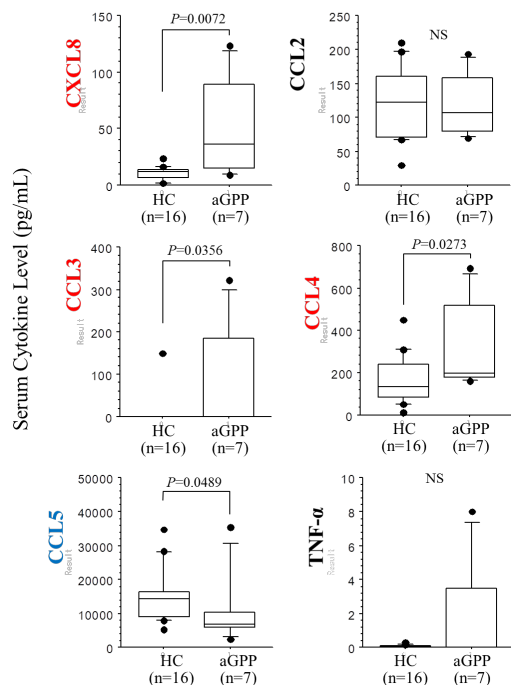 Serum Cytokine Level (pg/mL)
CXCL8
Result
P=0.0072
150
100
50
0
HC
(n=16)
aGPP
(n=7)
CCL2
Result
NS
250
200
150
100
50
0
HC
(n=16)
aGPP
(n=7)
CCL3
Result
P=0.0356
400
300
200
100
0
HC
(n=16)
aGPP
(n=7)
CCL4
Result
P=0.0273
800
600
400
200
0
HC
(n=16)
aGPP
(n=7)
CCL5
Result
P=0.0489
50000
40000
30000
20000
10000
0
HC
(n=16)
aGPP
(n=7)
TNF-α
Result
NS
10
8
6
4
2
0
HC
(n=16)
aGPP
(n=7)